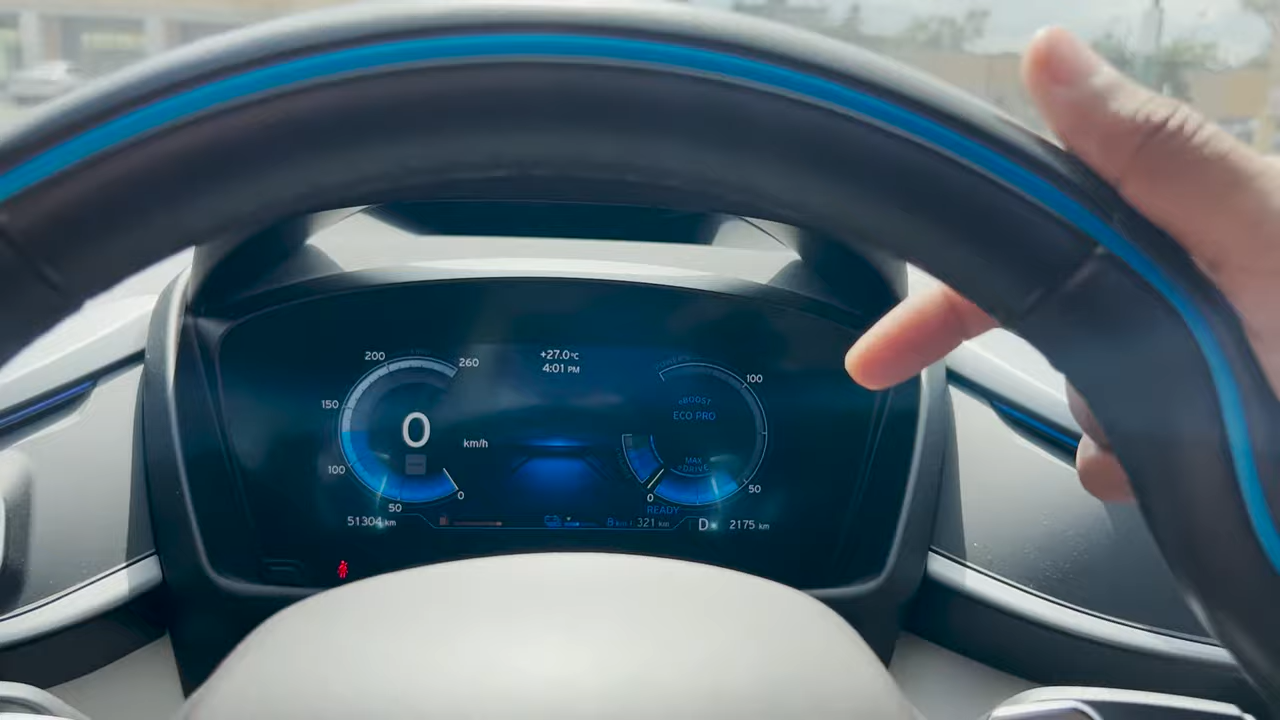 +27.0°C
4:01 PM
200
260
150
100
50
0
0
km/h
100
eBOOST
ECO PRO
MAX
eDRIVE
50
0
READY
51304 km
8 km
321 km
D
2175 km